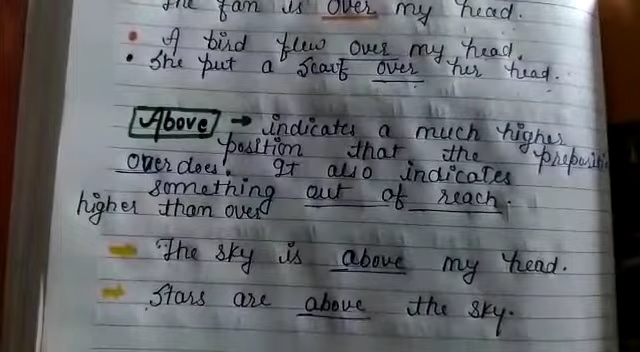 The fan is over my head.
• A bird flew over my head.
• She put a scarf over her head.
Above → indicates a much higher
position that the preposition
over does. It also indicates
something out of reach.
higher than over
The sky is above my head.
Stars are above the sky.